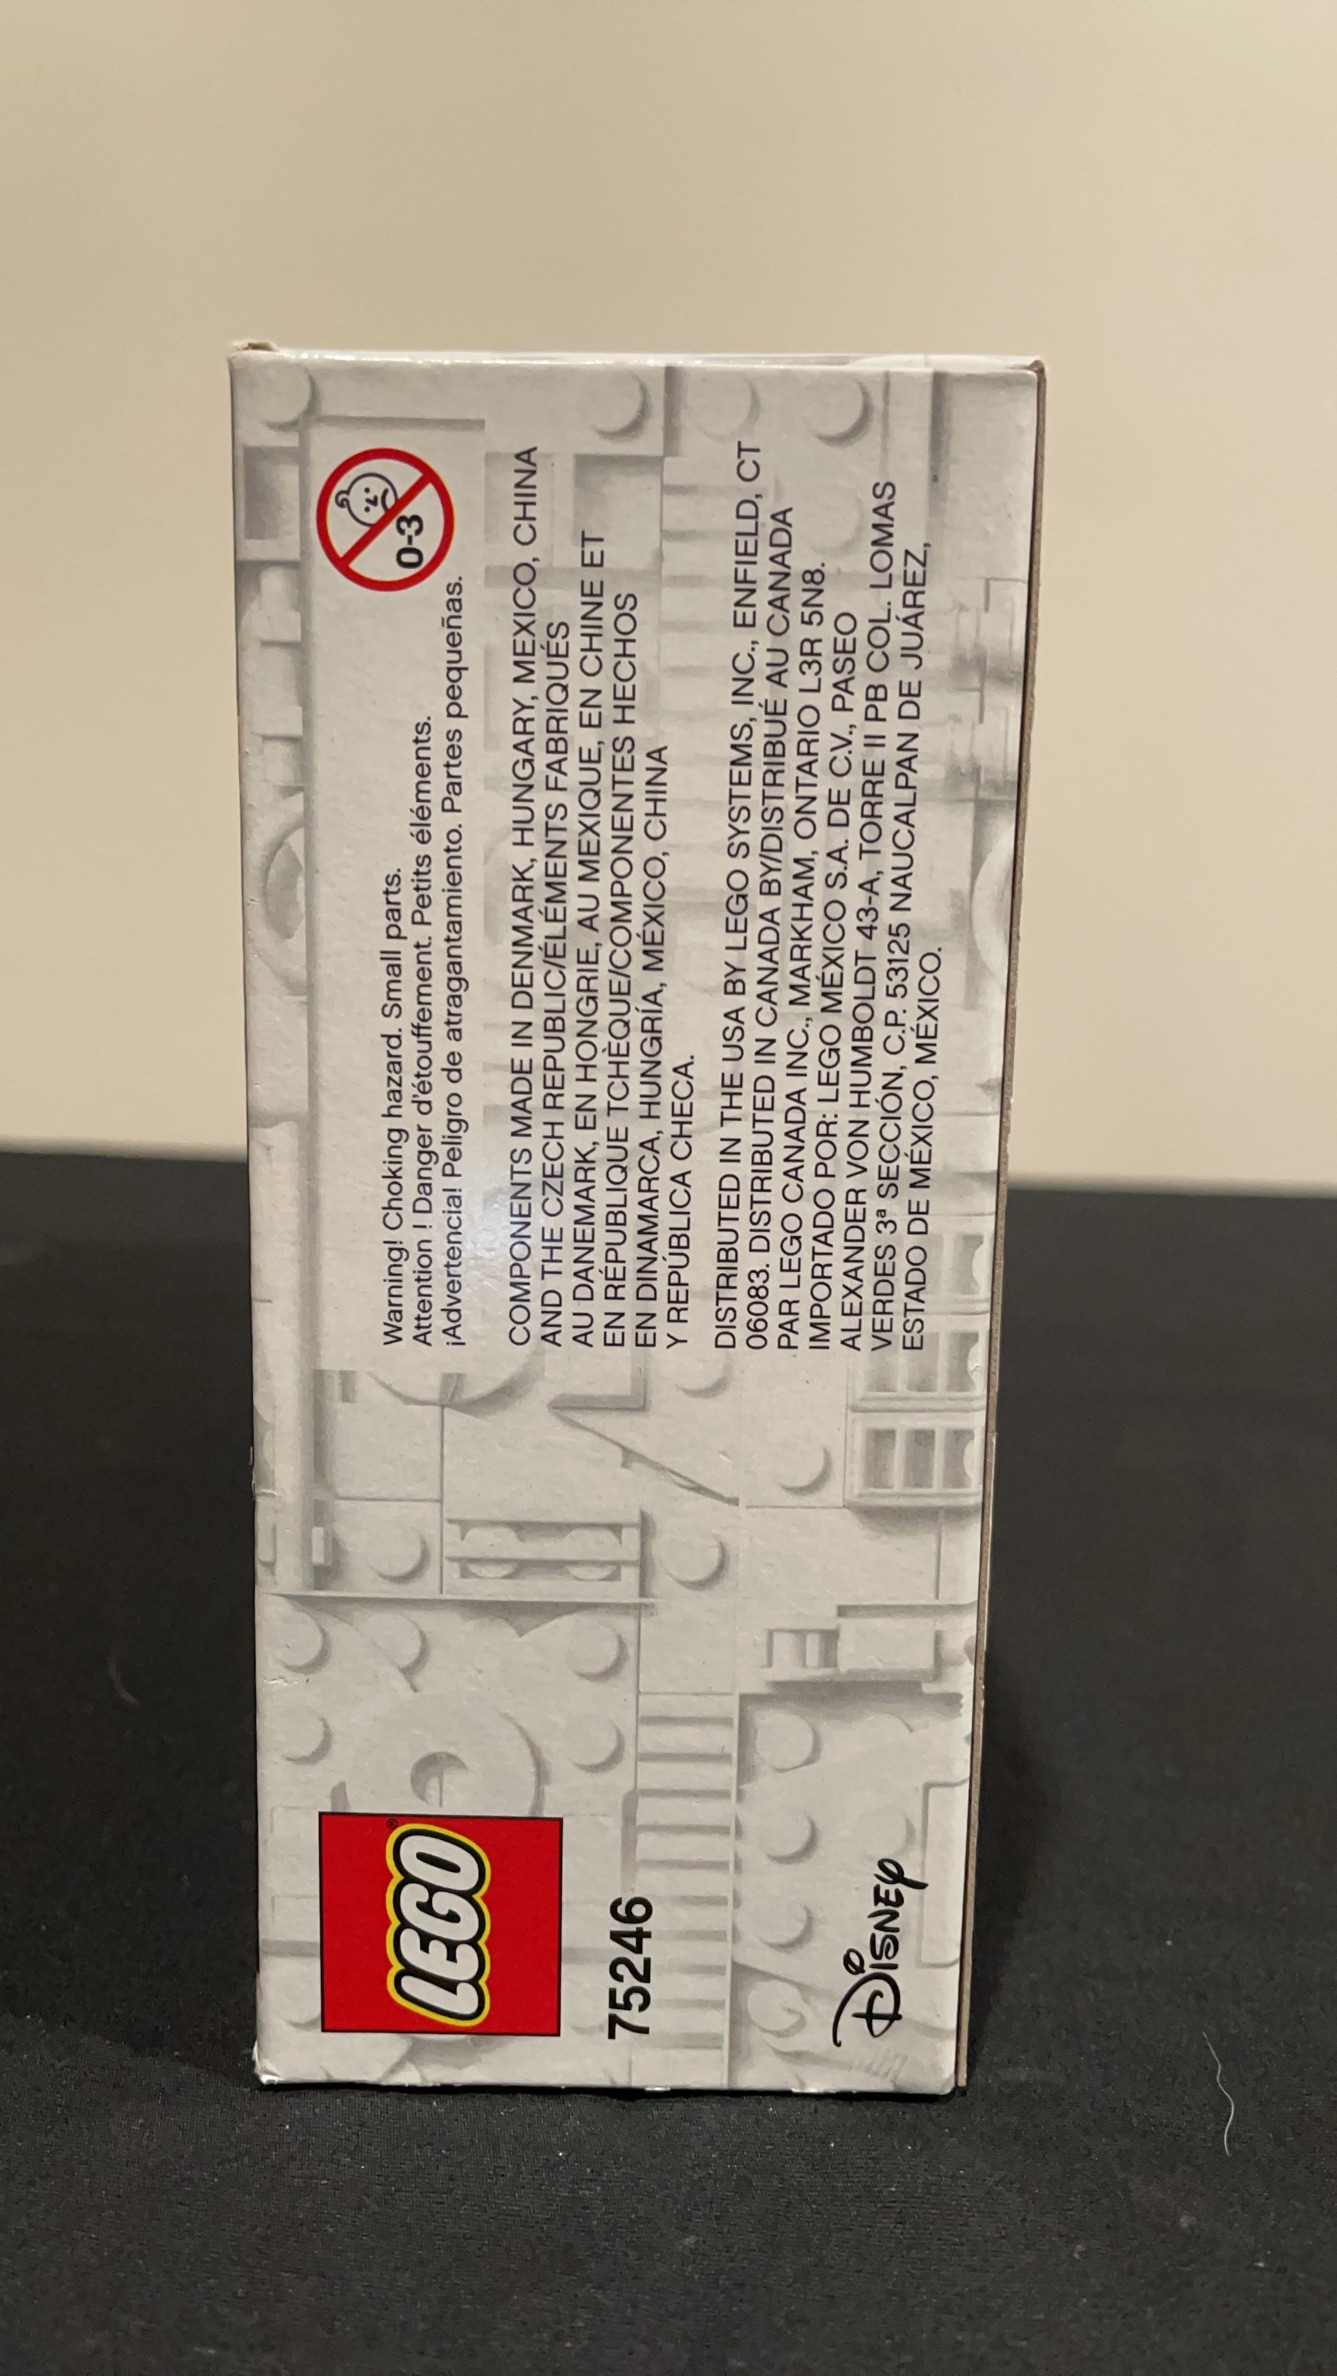 0-3
Warning! Choking hazard. Small parts.
Attention ! Danger d'étouffement. Petits éléments.
¡Advertencia! Peligro de atragantamiento. Partes pequeñas.
COMPONENTS MADE IN DENMARK, HUNGARY, MEXICO, CHINA
AND THE CZECH REPUBLIC/ÉLÉMENTS FABRIQUÉS
AU DANEMARK, EN HONGRIE, AU MEXIQUE, EN CHINE ET
EN RÉPUBLIQUE TCHÈQUE/COMPONENTES HECHOS
EN DINAMARCA, HUNGRÍA, MÉXICO, CHINA
Y REPÚBLICA CHECA.
DISTRIBUTED IN THE USA BY LEGO SYSTEMS, INC., ENFIELD, CT
06083. DISTRIBUTED IN CANADA BY/DISTRIBUÉ AU CANADA
PAR LEGO CANADA INC., MARKHAM, ONTARIO L3R 5N8.
IMPORTADO POR: LEGO MÉXICO S.A. DE C.V., PASEO
ALEXANDER VON HUMBOLDT 43-A, TORRE II PB COL. LOMAS
VERDES 3ª SECCIÓN, C.P. 53125 NAUCALPAN DE JUÁREZ,
ESTADO DE MÉXICO, MÉXICO.
LEGO®
75246
Disney